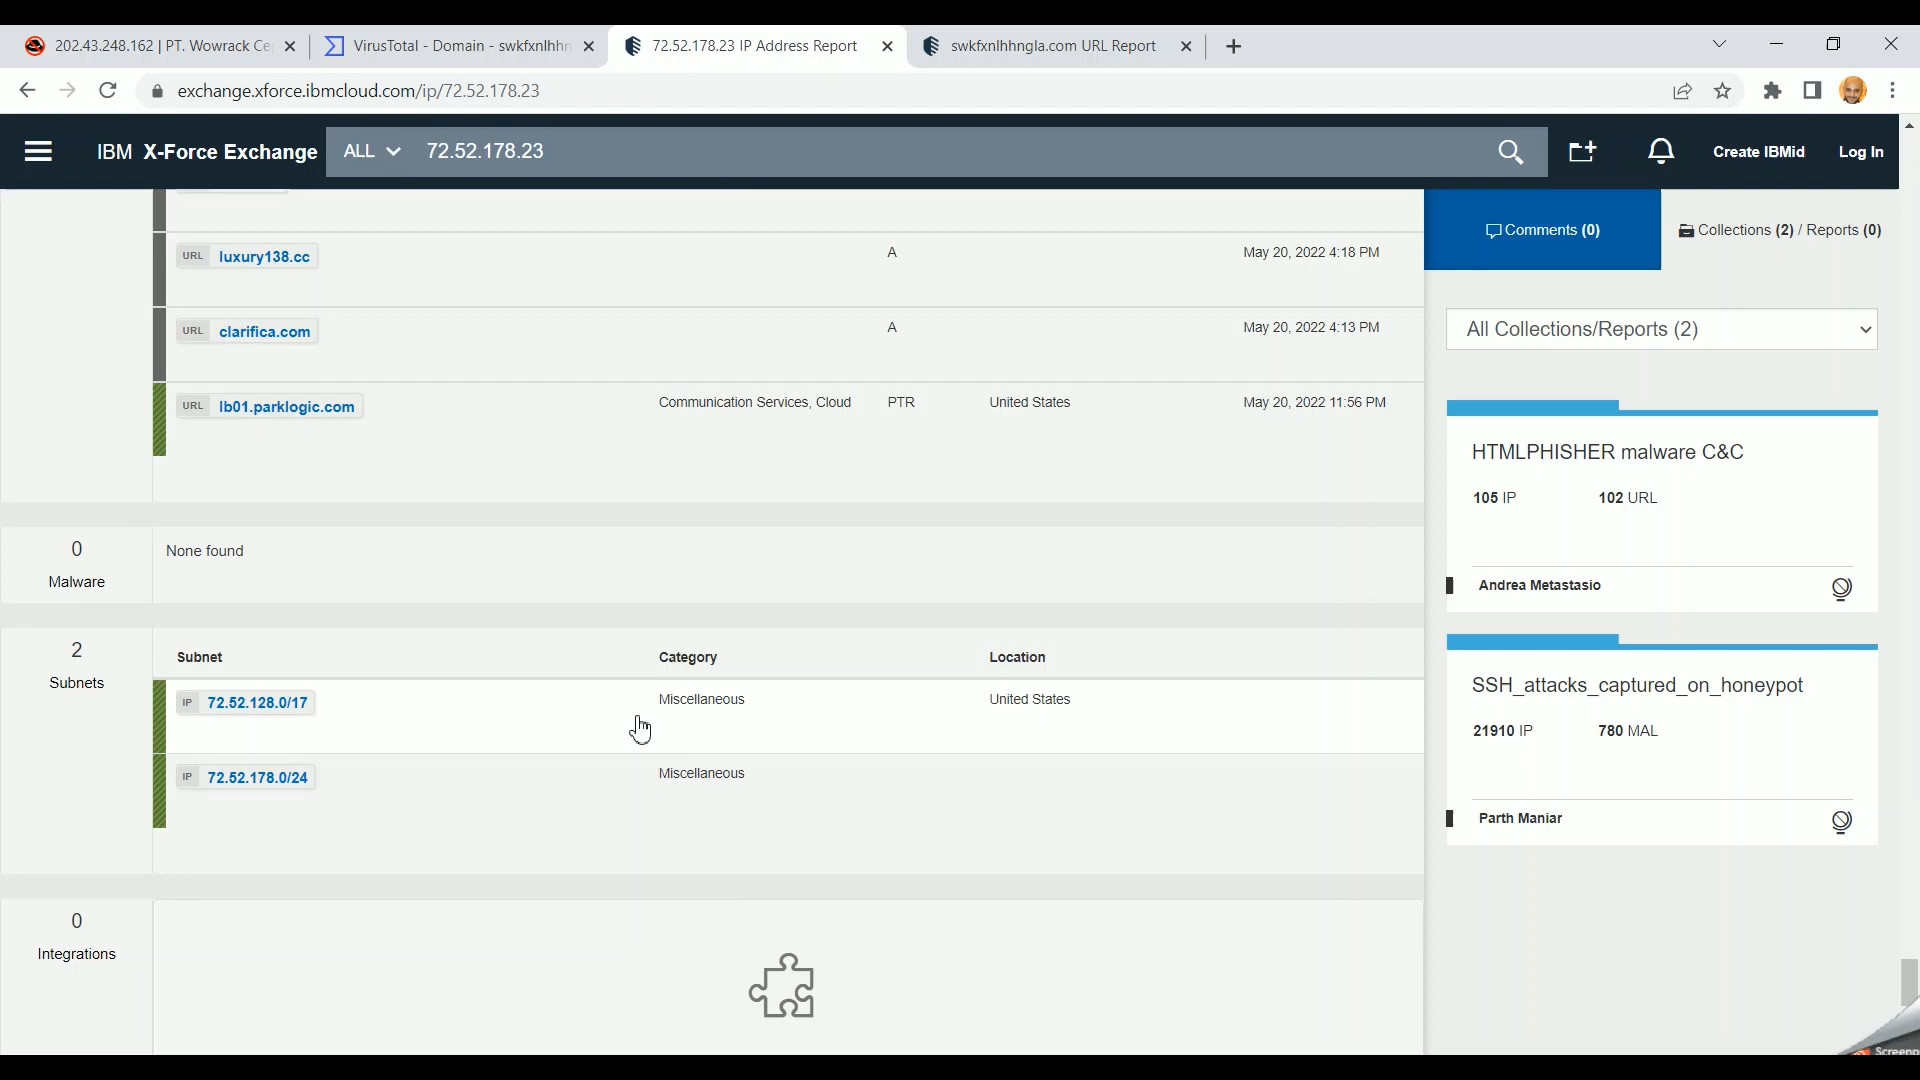 202.43.248.162 | PT. Wowrack Ce
VirusTotal - Domain - swkfxnlhhn
72.52.178.23 IP Address Report
swkfxnlhhngla.com URL Report
exchange.xforce.ibmcloud.com/ip/72.52.178.23
IBM X-Force Exchange
ALL
72.52.178.23
Create IBMid
Log In
Comments (0)
Collections (2) / Reports (0)
URL luxury138.cc A May 20, 2022 4:18 PM
URL clarifica.com A May 20, 2022 4:13 PM
URL lb01.parklogic.com Communication Services, Cloud PTR United States May 20, 2022 11:56 PM
0
Malware
None found
2
Subnets
Subnet Category Location
IP 72.52.128.0/17 Miscellaneous United States
IP 72.52.178.0/24 Miscellaneous
0
Integrations
All Collections/Reports (2)
HTMLPHISHER malware C&C
105 IP 102 URL
Andrea Metastasio
SSH_attacks_captured_on_honeypot
21910 IP 780 MAL
Parth Maniar